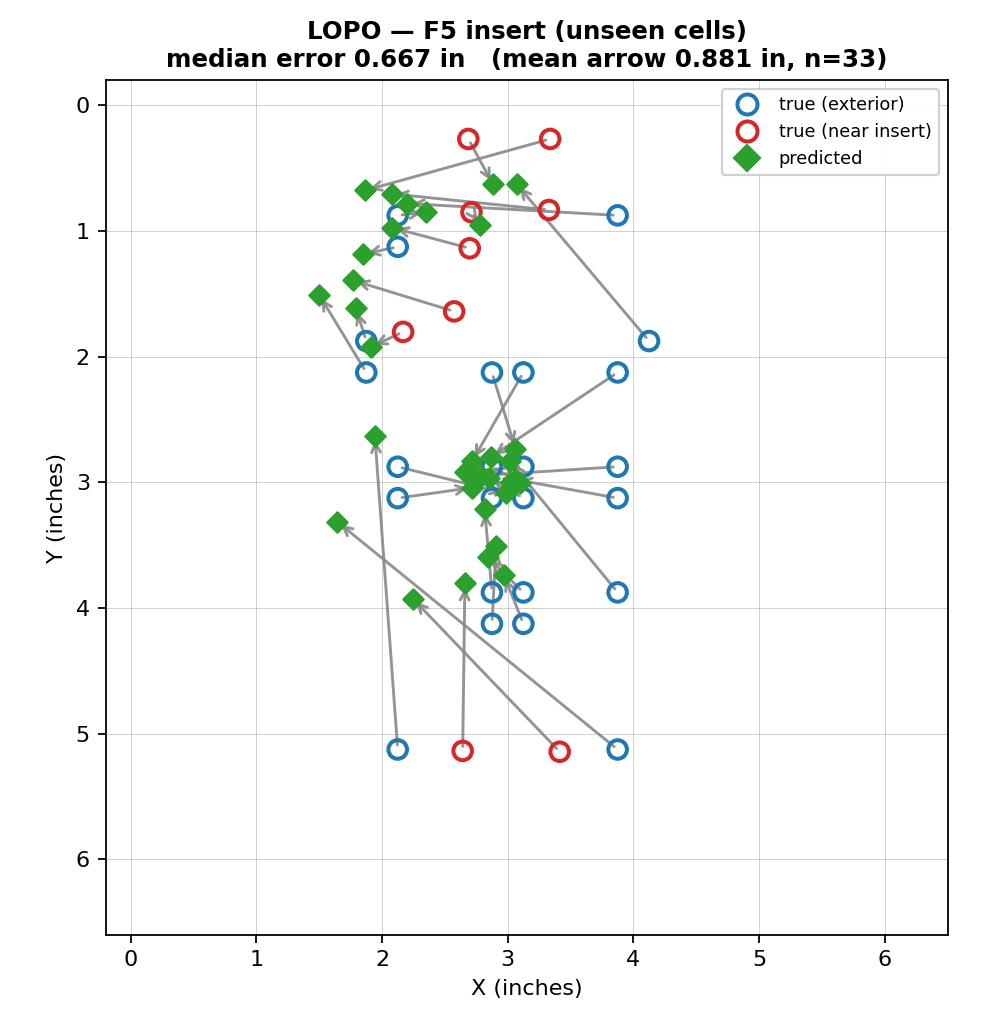 LOPO — F5 insert (unseen cells)
median error 0.667 in   (mean arrow 0.881 in, n=33)
true (exterior)
true (near insert)
predicted
0
1
2
3
4
5
6
Y (inches)
0 1 2 3 4 5 6
X (inches)